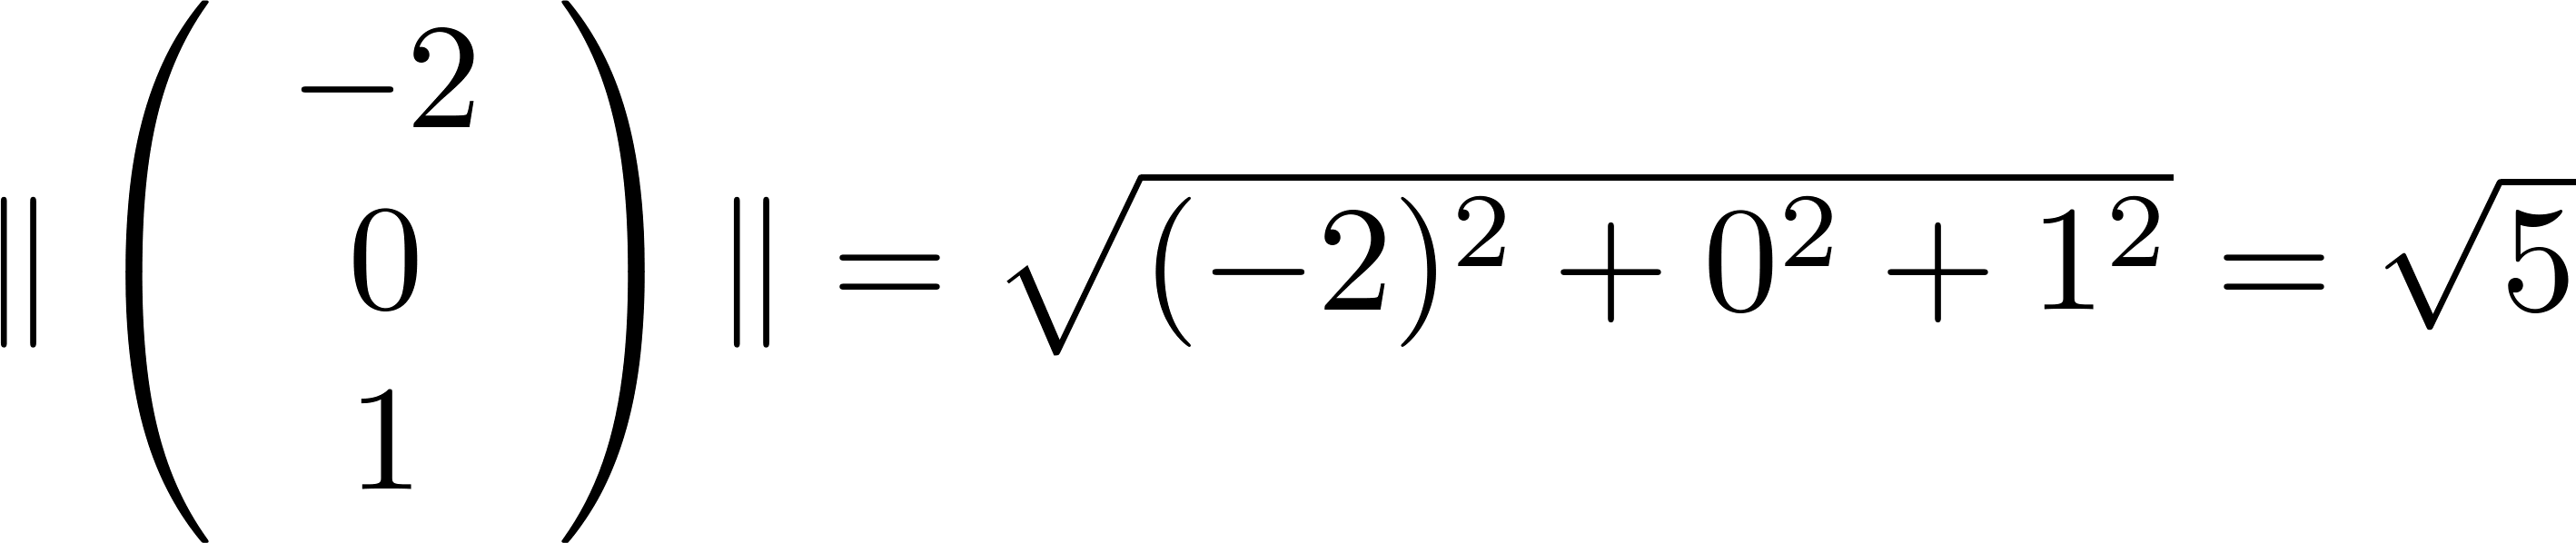 ‖ ( −2 0 1 ) ‖ = √((−2)² + 0² + 1²) = √5